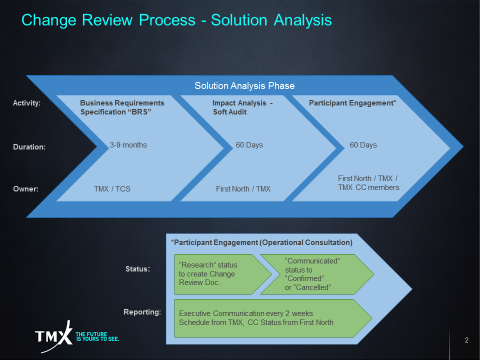 Change Review Process - Solution Analysis
Solution Analysis Phase
Activity:
Business Requirements
Specification “BRS”
Impact Analysis -
Soft Audit
Participant Engagement*
Duration:
3-9 months
60 Days
60 Days
Owner:
TMX / TCS
First North / TMX
First North / TMX /
TMX CC members
*Participant Engagement (Operational Consultation)
Status:
"Research" status
to create Change
Review Doc.
"Communicated"
status to
"Confirmed"
or "Cancelled"
Reporting:
Executive Communication every 2 weeks
Schedule from TMX, CC Status from First North
TMX
THE FUTURE
IS YOURS TO SEE.
2